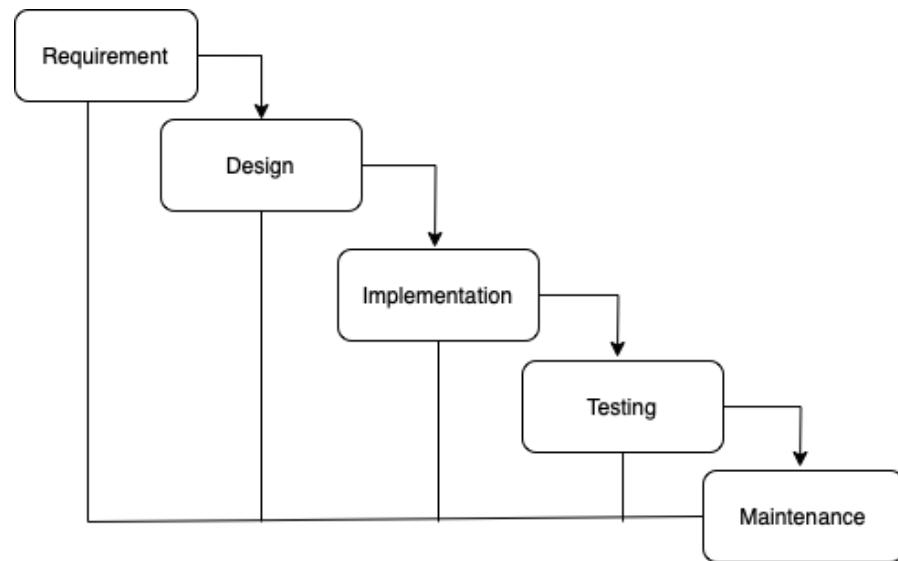 Requirement
Design
Implementation
Testing
Maintenance